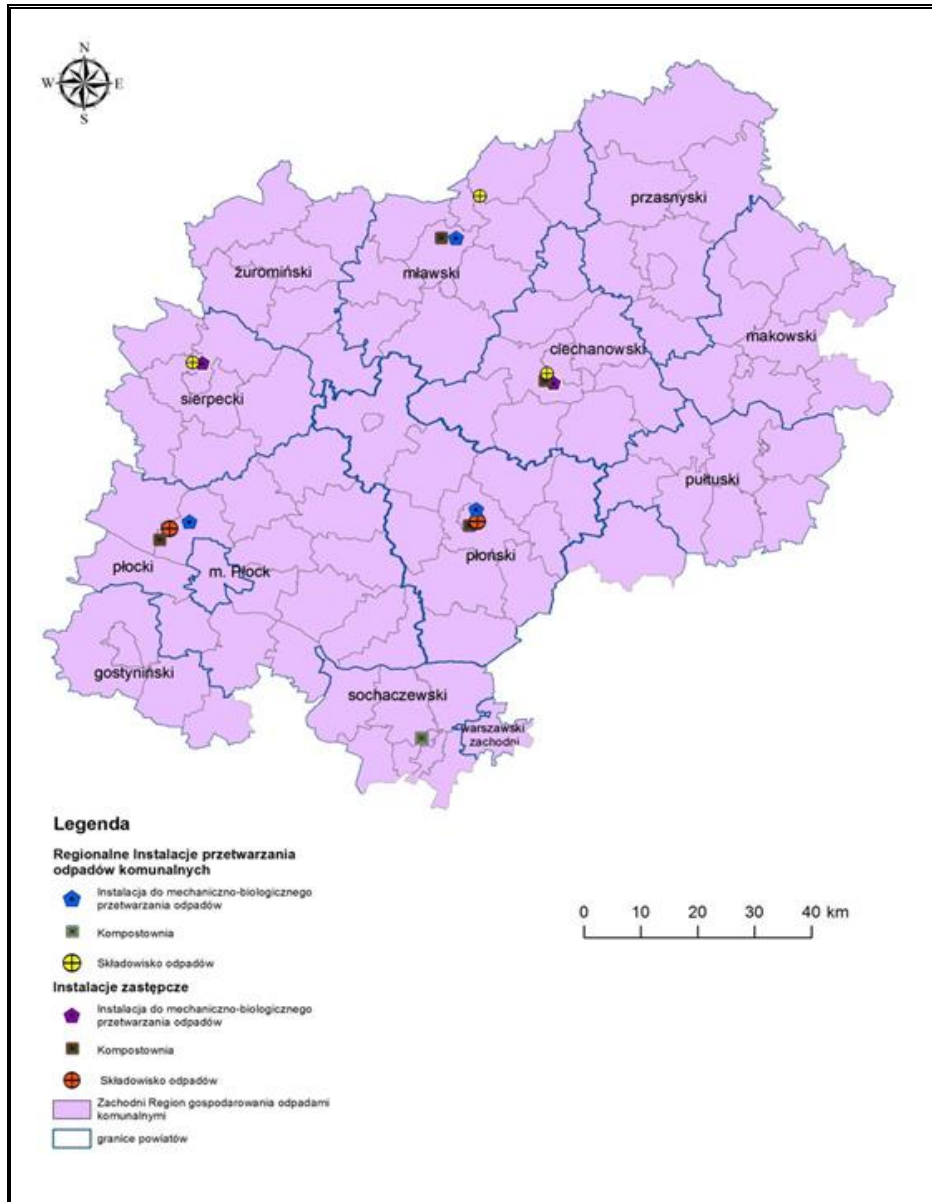 N
W E
S
przasnyski
żuromiński
mławski
makowski
ciechanowski
sierpecki
pułtuski
płoński
płocki
m. Płock
gostyniński
sochaczewski
warszawski
zachodni
Legenda
Regionalne Instalacje przetwarzania
odpadów komunalnych
Instalacja do mechaniczno-biologicznego
przetwarzania odpadów
Kompostownia
Składowisko odpadów
Instalacje zastępcze
Instalacja do mechaniczno-biologicznego
przetwarzania odpadów
Kompostownia
Składowisko odpadów
Zachodni Region gospodarowania odpadami
komunalnymi
granice powiatów
0 10 20 30 40 km